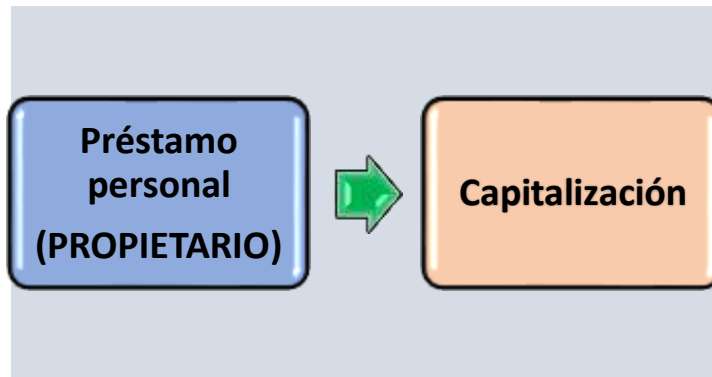 Préstamo
personal
(PROPIETARIO)
Capitalización